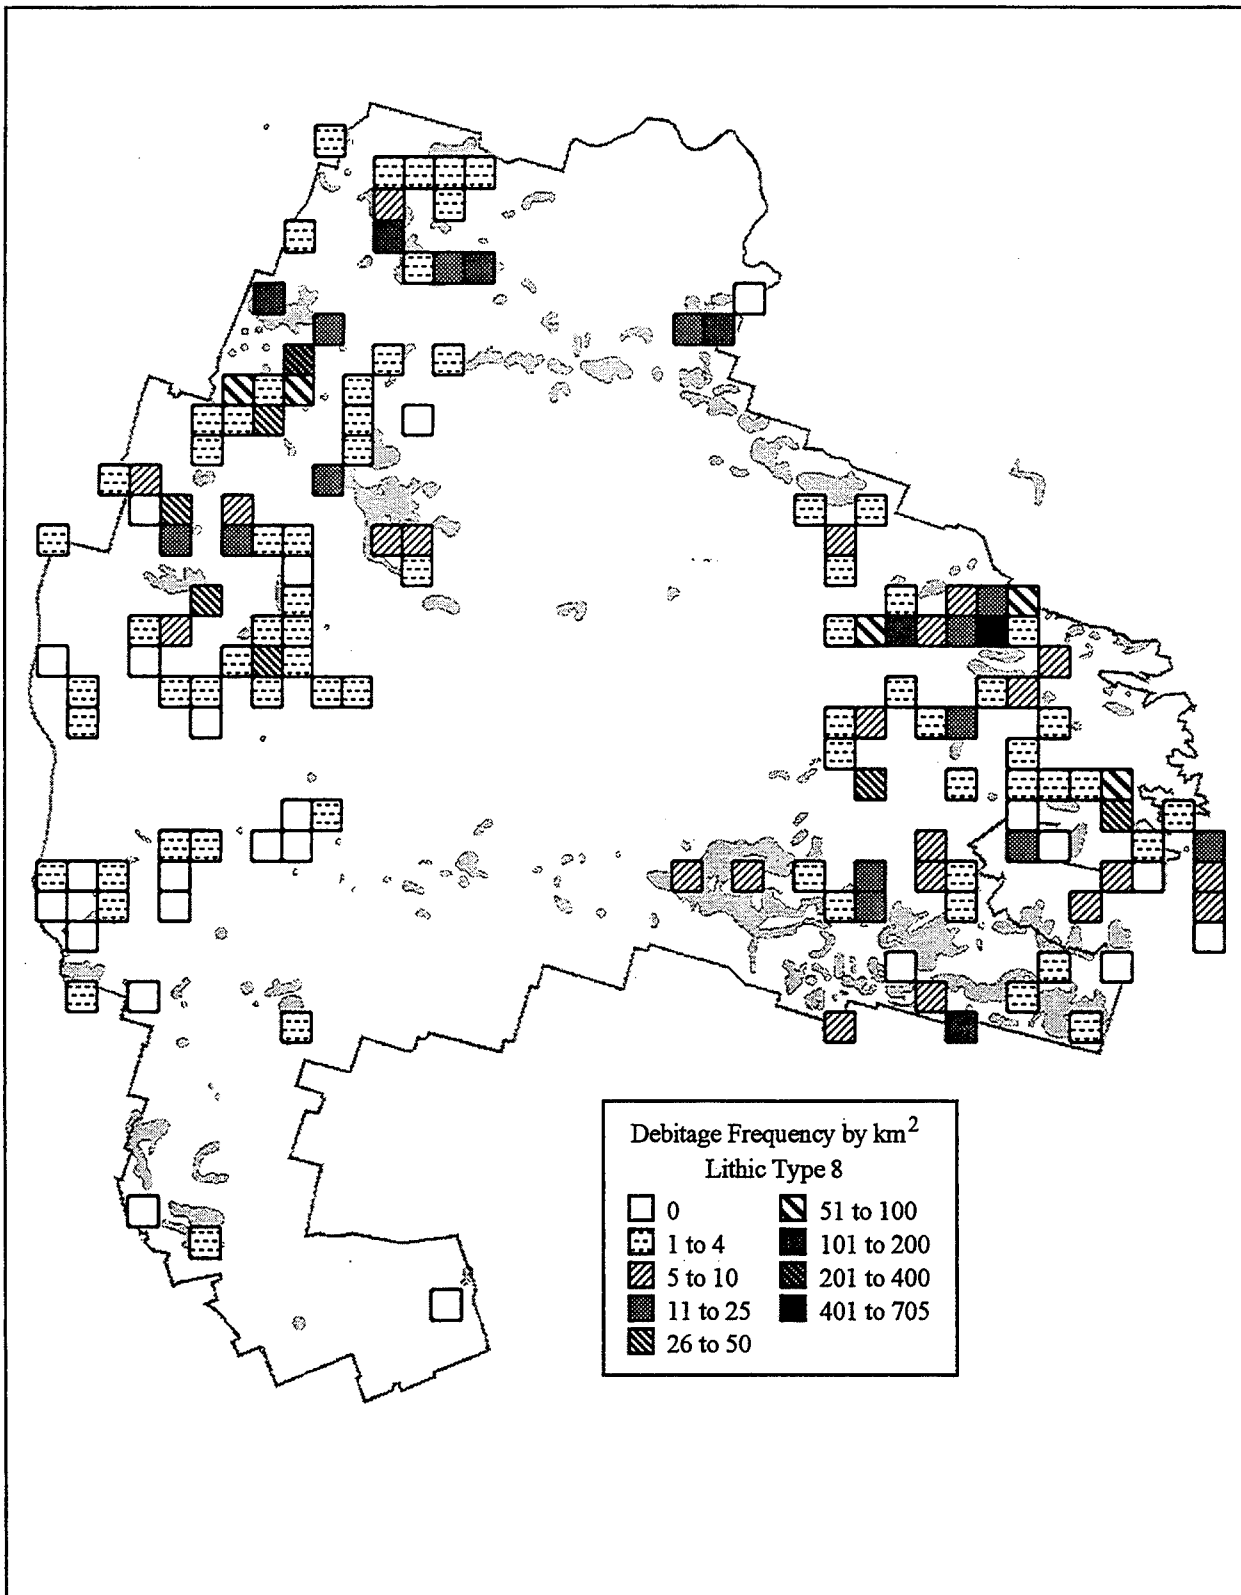 Debitage Frequency by km²
Lithic Type 8
0
1 to 4
5 to 10
11 to 25
26 to 50
51 to 100
101 to 200
201 to 400
401 to 705